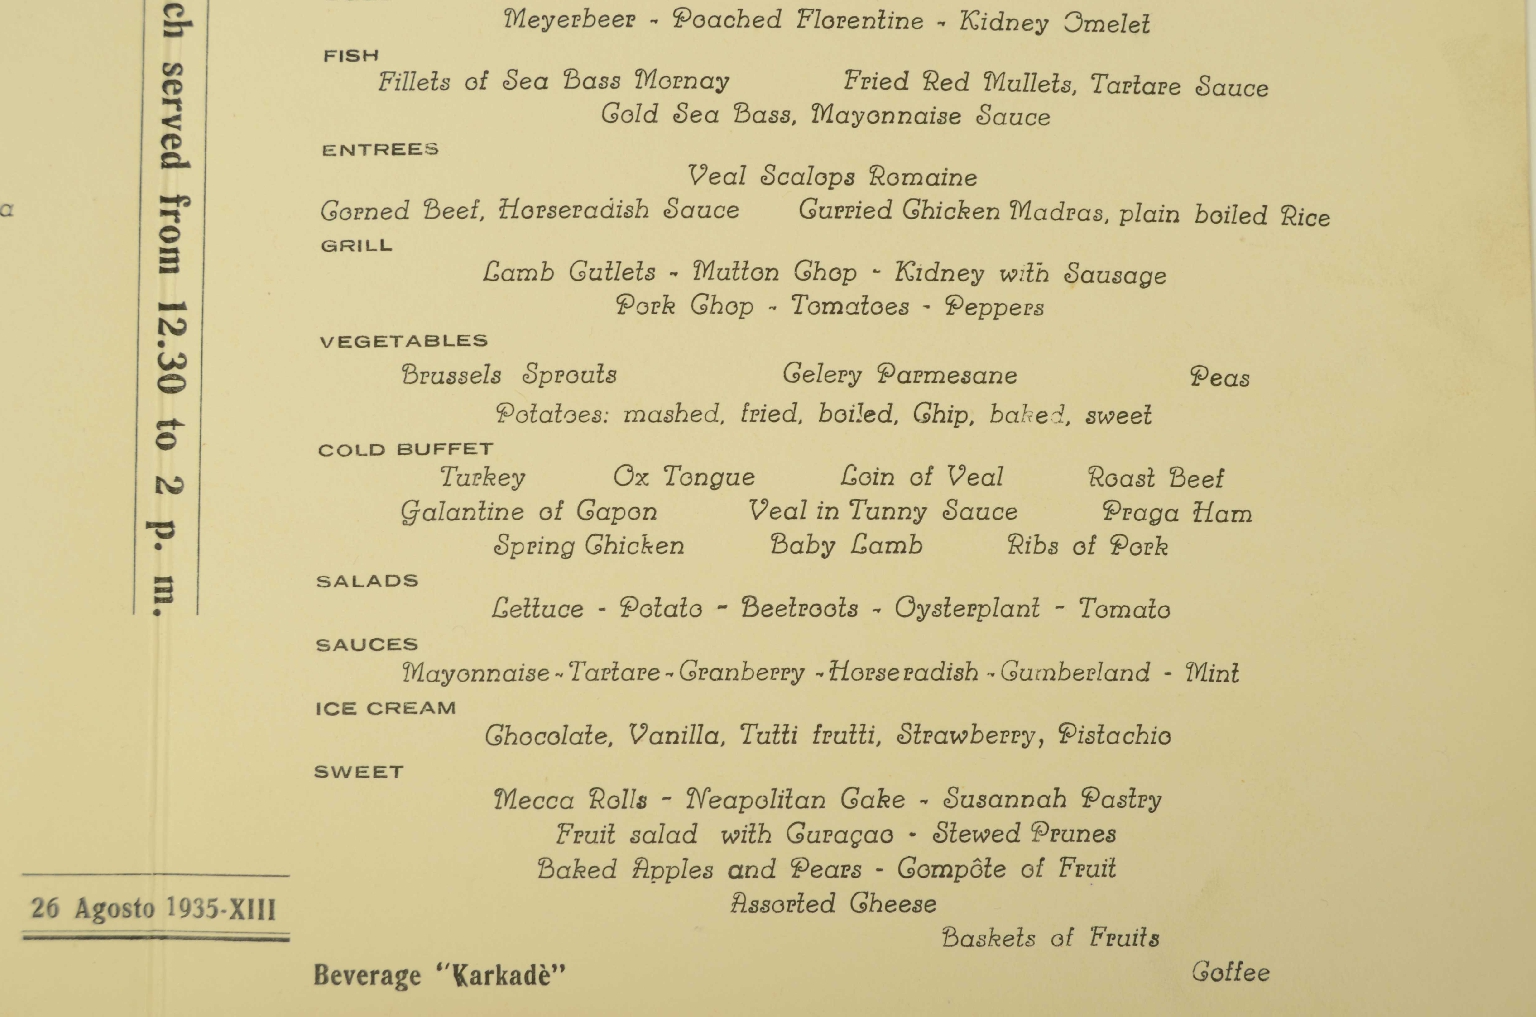 Meyerbeer - Poached Florentine - Kidney Omelet
FISH
Fillets of Sea Bass Mornay Fried Red Mullets, Tartare Sauce
Gold Sea Bass, Mayonnaise Sauce
ENTREES
Veal Scalops Romaine
Corned Beef, Horseradish Sauce Curried Chicken Madras, plain boiled Rice
GRILL
Lamb Cutlets - Mutton Chop - Kidney with Sausage
Pork Chop - Tomatoes - Peppers
VEGETABLES
Brussels Sprouts Celery Parmesane Peas
Potatoes: mashed, fried, boiled, Chip, baked, sweet
COLD BUFFET
Turkey Ox Tongue Loin of Veal Roast Beef
Galantine of Capon Veal in Tunny Sauce Praga Ham
Spring Chicken Baby Lamb Ribs of Pork
SALADS
Lettuce - Potato - Beetroots - Oysterplant - Tomato
SAUCES
Mayonnaise - Tartare - Cranberry - Horseradish - Cumberland - Mint
ICE CREAM
Chocolate, Vanilla, Tutti frutti, Strawberry, Pistachio
SWEET
Mecca Rolls - Neapolitan Cake - Susannah Pastry
Fruit salad with Curaçao - Stewed Prunes
Baked Apples and Pears - Compôte of Fruit
Assorted Cheese
Baskets of Fruits
Beverage "Karkadè" Coffee
served from 12.30 to 2 p. m.
26 Agosto 1935-XIII